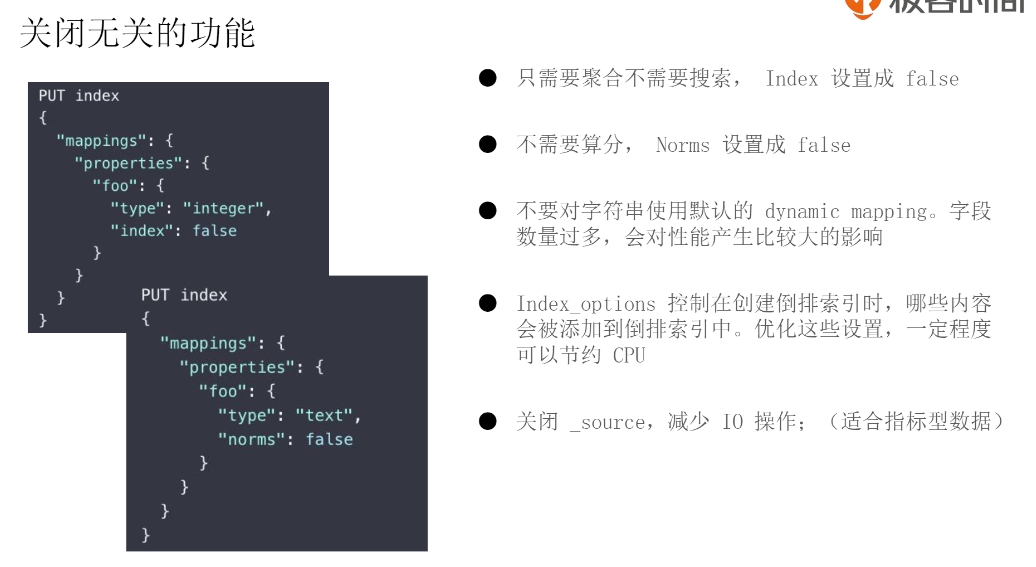 关闭无关的功能
PUT index
{
"mappings": {
"properties": {
"foo": {
"type": "integer",
"index": false
}
}
}
}
PUT index
{
"mappings": {
"properties": {
"foo": {
"type": "text",
"norms": false
}
}
}
}
● 只需要聚合不需要搜索， Index 设置成 false
● 不需要算分， Norms 设置成 false
● 不要对字符串使用默认的 dynamic mapping。字段
数量过多，会对性能产生比较大的影响
● Index_options 控制在创建倒排索引时，哪些内容
会被添加到倒排索引中。优化这些设置，一定程度
可以节约 CPU
● 关闭 _source，减少 IO 操作；（适合指标型数据）